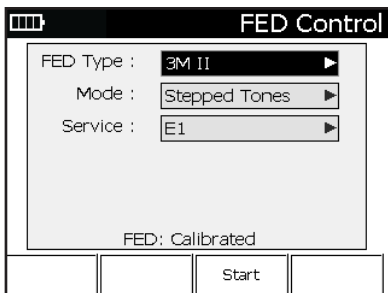 FED Control
FED Type : 3M II
Mode : Stepped Tones
Service : E1
FED: Calibrated
Start